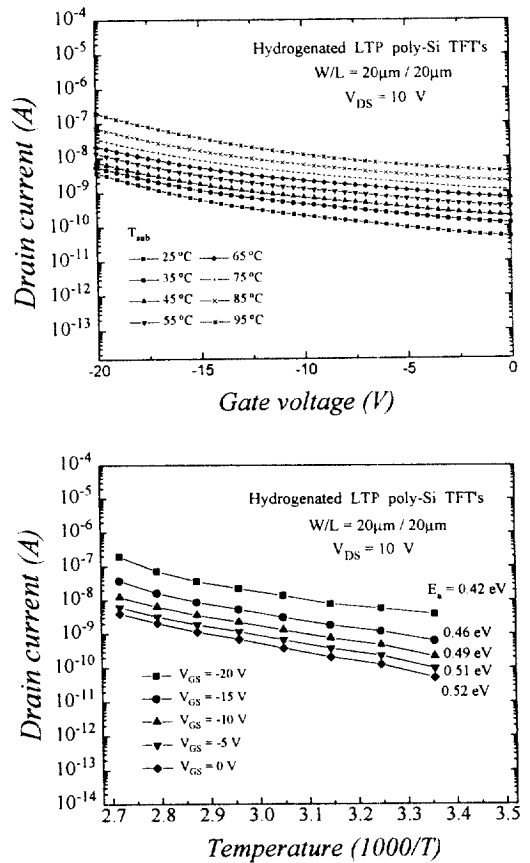 10⁻⁴
10⁻⁵
10⁻⁶
10⁻⁷
10⁻⁸
10⁻⁹
10⁻¹⁰
10⁻¹¹
10⁻¹²
10⁻¹³
Drain current (A)
Hydrogenated LTP poly-Si TFT's
W/L = 20µm / 20µm
V_DS = 10 V
T_sub
25 °C 65 °C
35 °C 75 °C
45 °C 85 °C
55 °C 95 °C
-20 -15 -10 -5 0
Gate voltage (V)
10⁻⁴
10⁻⁵
10⁻⁶
10⁻⁷
10⁻⁸
10⁻⁹
10⁻¹⁰
10⁻¹¹
10⁻¹²
10⁻¹³
10⁻¹⁴
Drain current (A)
Hydrogenated LTP poly-Si TFT's
W/L = 20µm / 20µm
V_DS = 10 V
E_a = 0.42 eV
0.46 eV
0.49 eV
0.51 eV
0.52 eV
V_GS = -20 V
V_GS = -15 V
V_GS = -10 V
V_GS = -5 V
V_GS = 0 V
2.7 2.8 2.9 3.0 3.1 3.2 3.3 3.4 3.5
Temperature (1000/T)